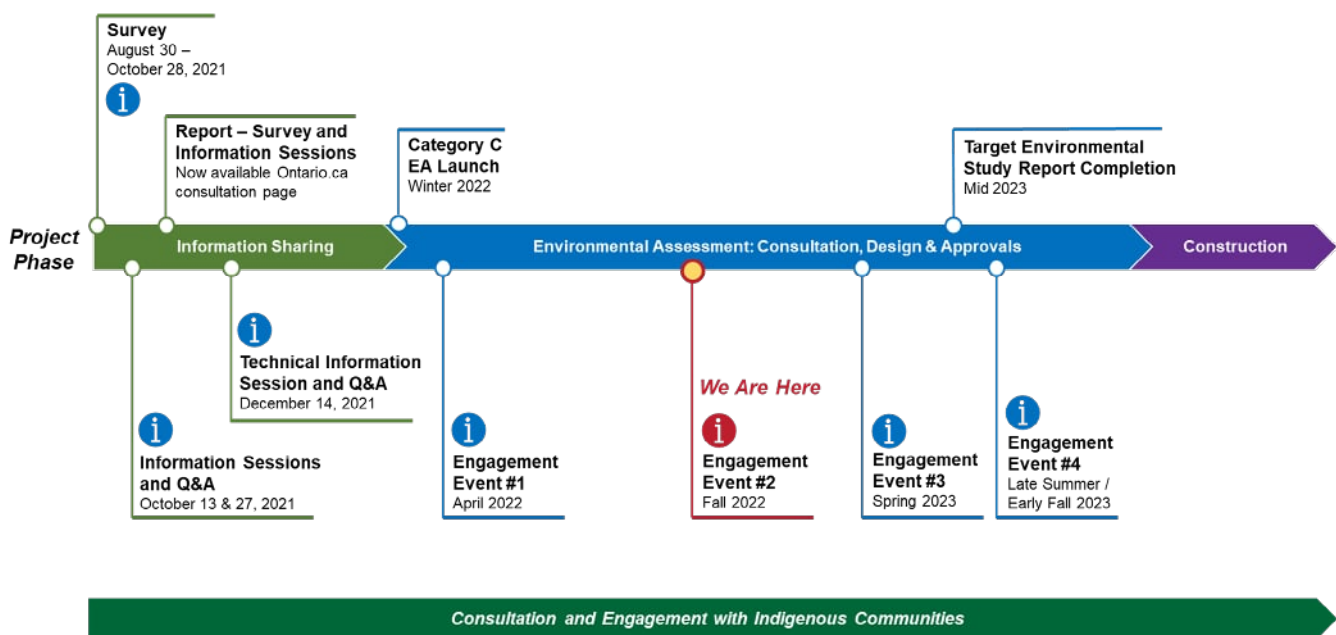 Survey
August 30 –
October 28, 2021
i
Report – Survey and
Information Sessions
Now available Ontario.ca
consultation page
Category C
EA Launch
Winter 2022
Target Environmental
Study Report Completion
Mid 2023
Project
Phase
Information Sharing
Environmental Assessment: Consultation, Design & Approvals
Construction
i
Information Sessions
and Q&A
October 13 & 27, 2021
i
Technical Information
Session and Q&A
December 14, 2021
i
Engagement
Event #1
April 2022
We Are Here
i
Engagement
Event #2
Fall 2022
i
Engagement
Event #3
Spring 2023
i
Engagement
Event #4
Late Summer /
Early Fall 2023
Consultation and Engagement with Indigenous Communities